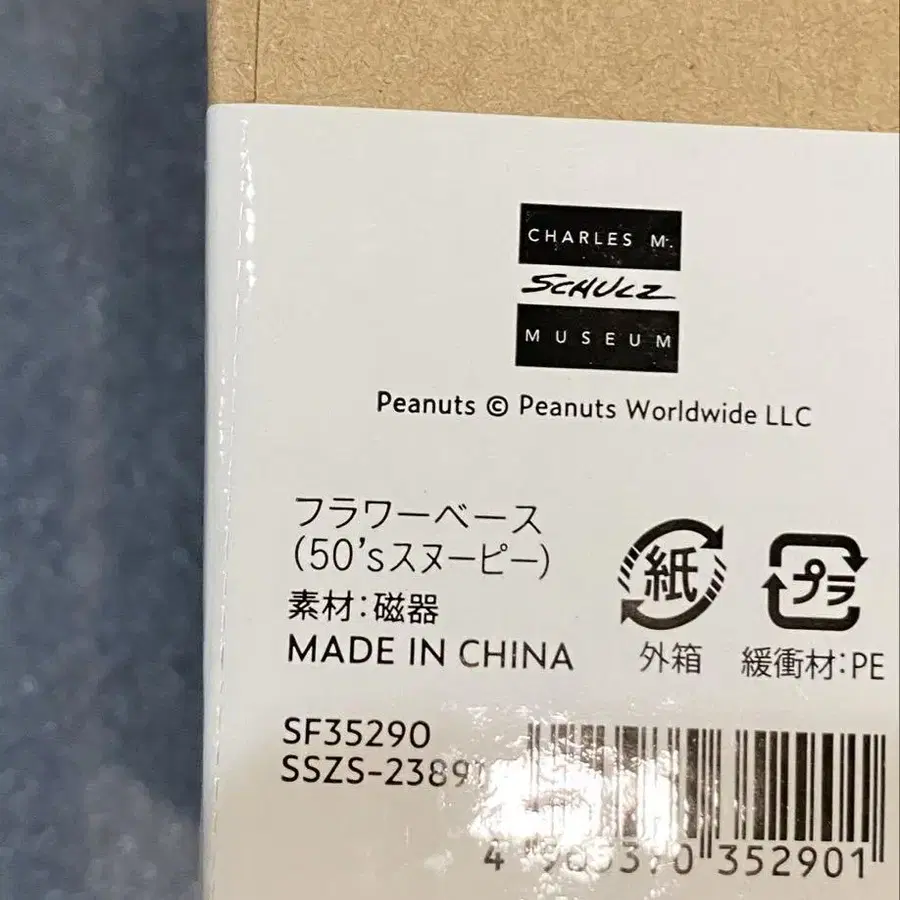 CHARLES M.
SCHULZ
MUSEUM
Peanuts © Peanuts Worldwide LLC
フラワーベース
(50’sスヌーピー)
素材:磁器
MADE IN CHINA
紙
外箱
プラ
緩衝材:PE
SF35290
352901